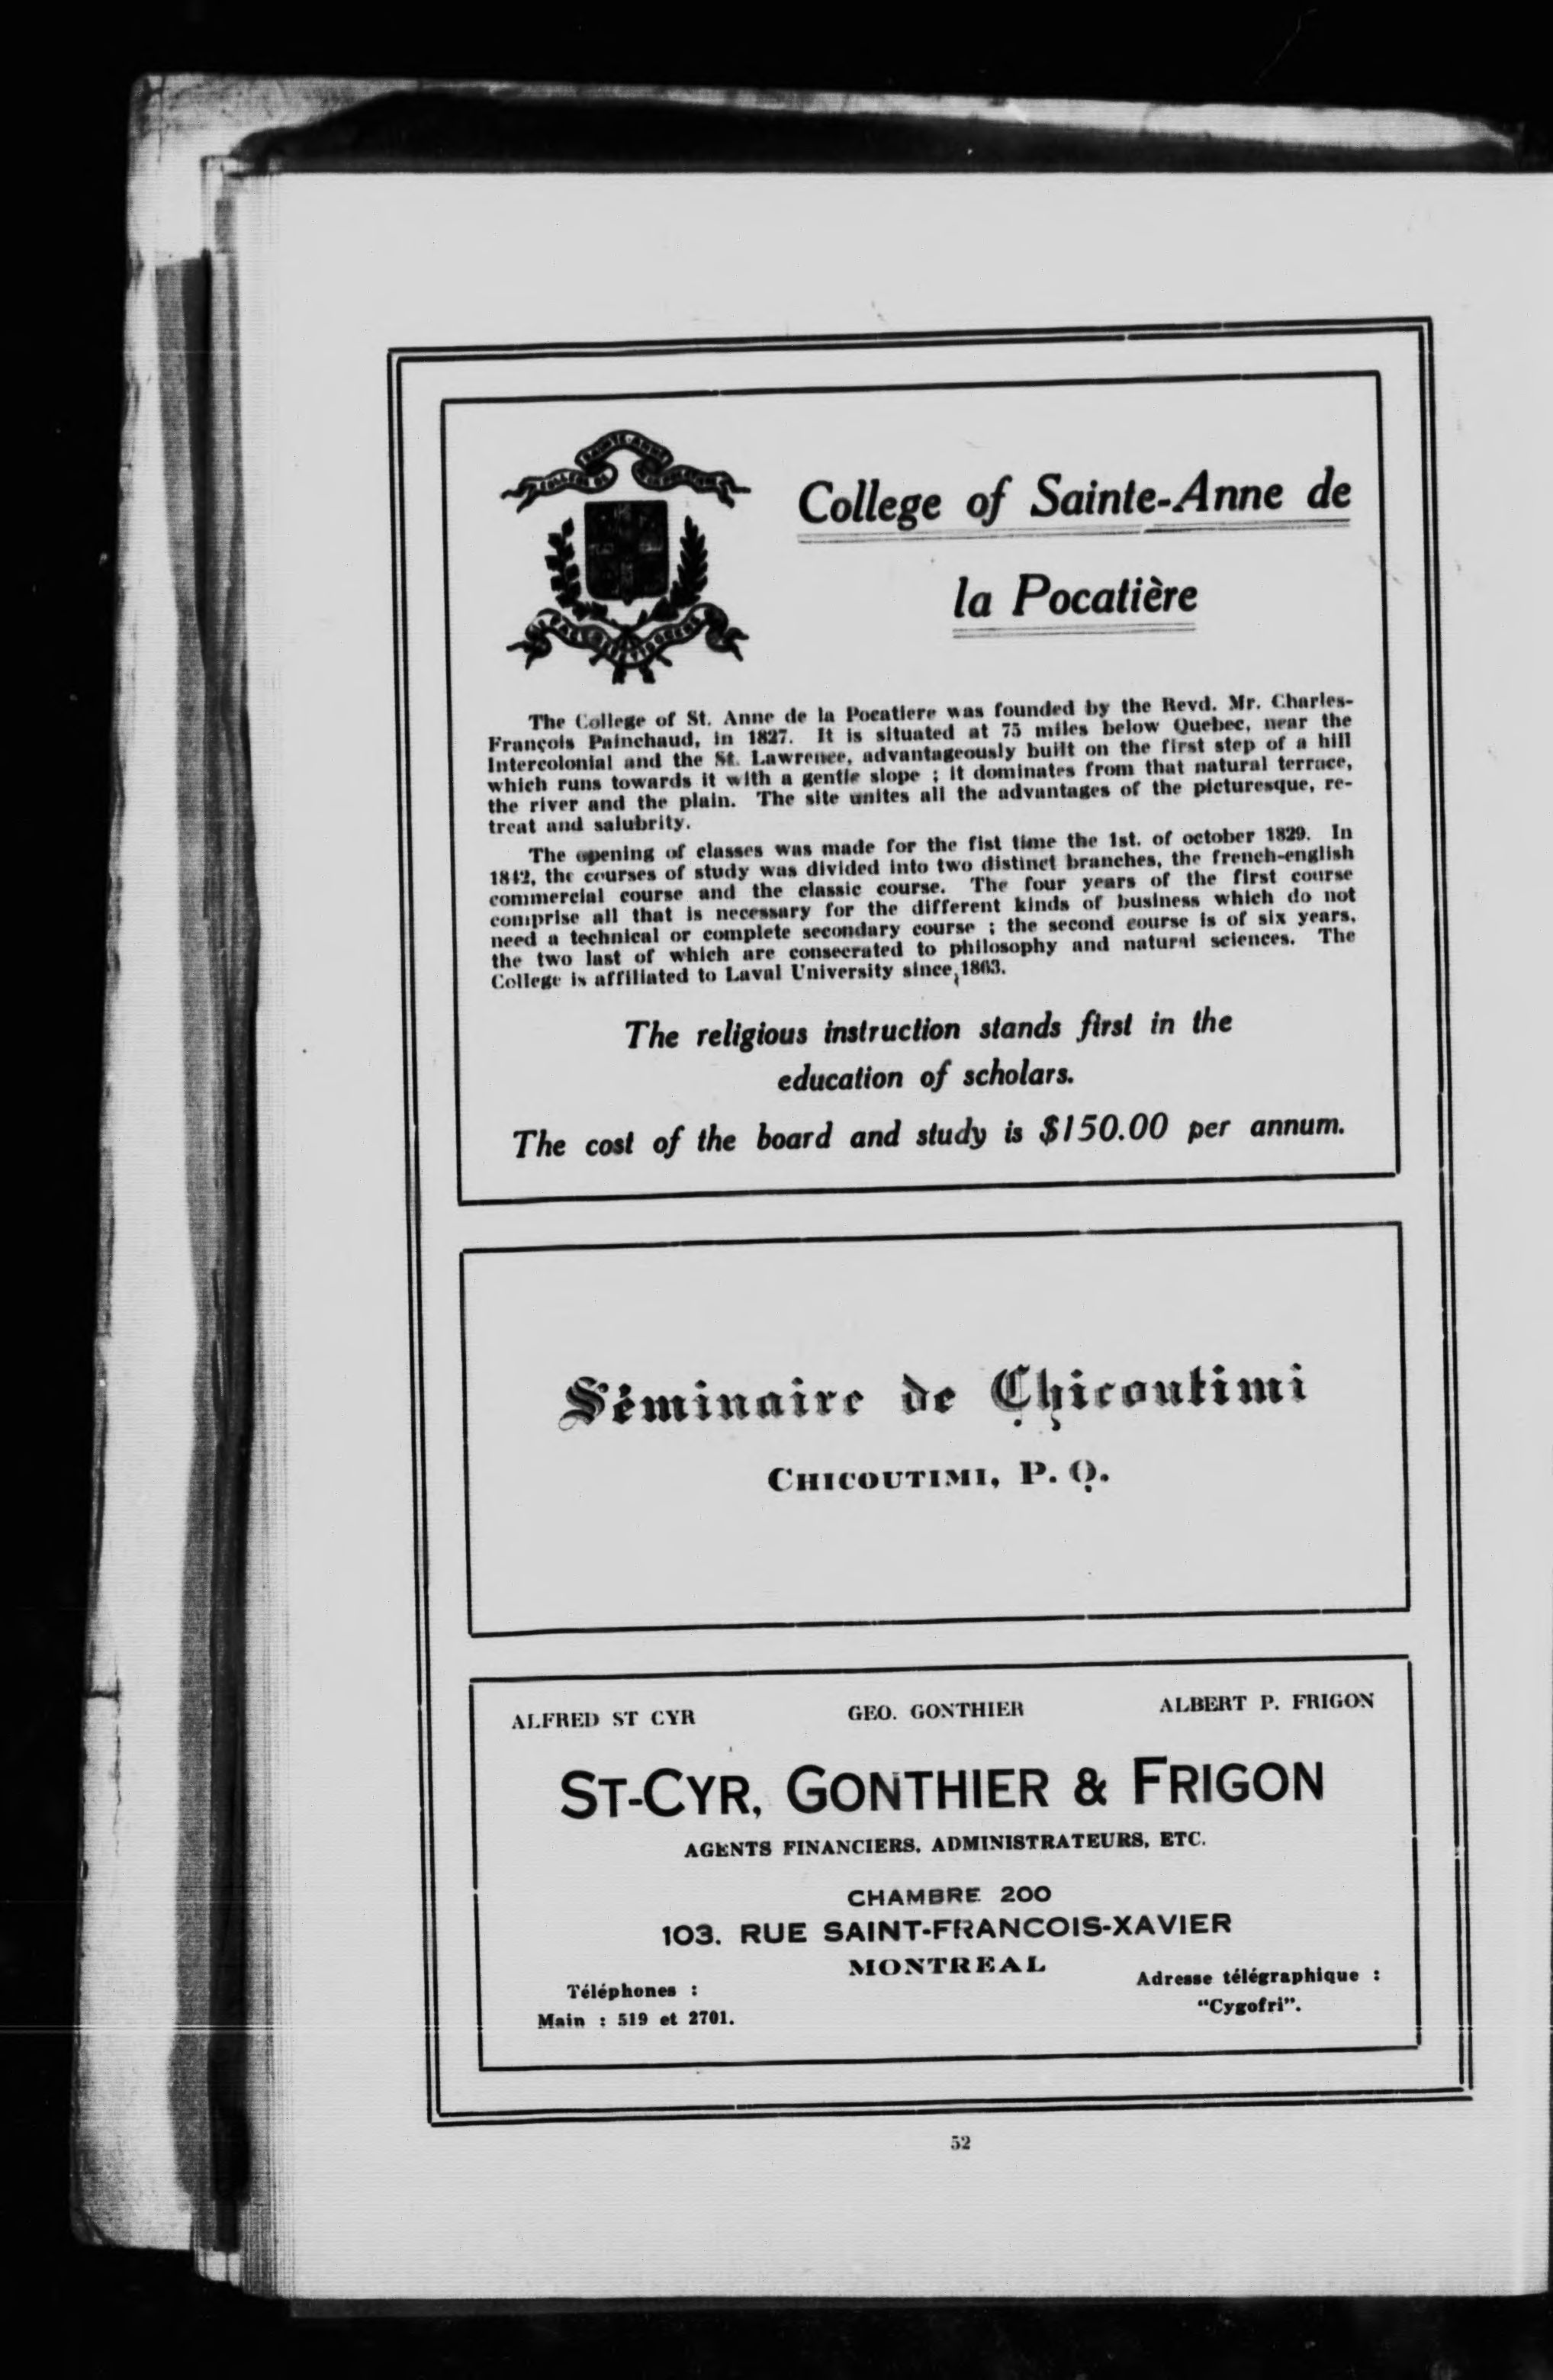 College of Sainte-Anne de
la Pocatière
The College of St. Anne de la Pocatiere was founded by the Revd. Mr. Charles-
François Painchaud, in 1827. It is situated at 75 miles below Quebec, near the
Intercolonial and the St. Lawrence, advantageously built on the first step of a hill
which runs towards it with a gentle slope ; it dominates from that natural terrace,
the river and the plain. The site unites all the advantages of the picturesque, re-
treat and salubrity.
The opening of classes was made for the fist time the 1st. of october 1829. In
1842, the courses of study was divided into two distinct branches, the french-english
commercial course and the classic course. The four years of the first course
comprise all that is necessary for the different kinds of business which do not
need a technical or complete secondary course ; the second course is of six years,
the two last of which are consecrated to philosophy and natural sciences. The
College is affiliated to Laval University since 1863.
The religious instruction stands first in the
education of scholars.
The cost of the board and study is $150.00 per annum.
Séminaire de Chicoutimi
CHICOUTIMI, P. Q.
ALFRED ST CYR GEO. GONTHIER ALBERT P. FRIGON
ST-CYR, GONTHIER & FRIGON
AGENTS FINANCIERS, ADMINISTRATEURS, ETC.
CHAMBRE 200
103. RUE SAINT-FRANCOIS-XAVIER
MONTREAL
Téléphones :
Main : 519 et 2701.
Adresse télégraphique :
"Cygofri".
52